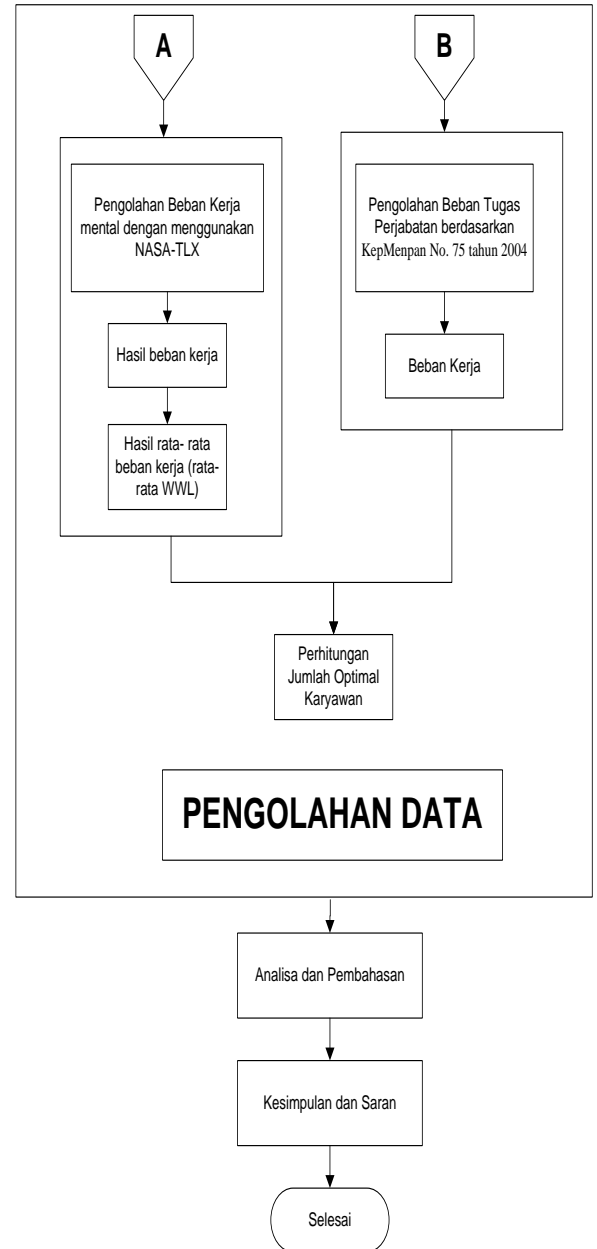 A
Pengolahan Beban Kerja
mental dengan menggunakan
NASA-TLX
Hasil beban kerja
Hasil rata- rata
beban kerja (rata-
rata WWL)
B
Pengolahan Beban Tugas
Perjabatan berdasarkan
KepMenpan No. 75 tahun 2004
Beban Kerja
Perhitungan
Jumlah Optimal
Karyawan
PENGOLAHAN DATA
Analisa dan Pembahasan
Kesimpulan dan Saran
Selesai